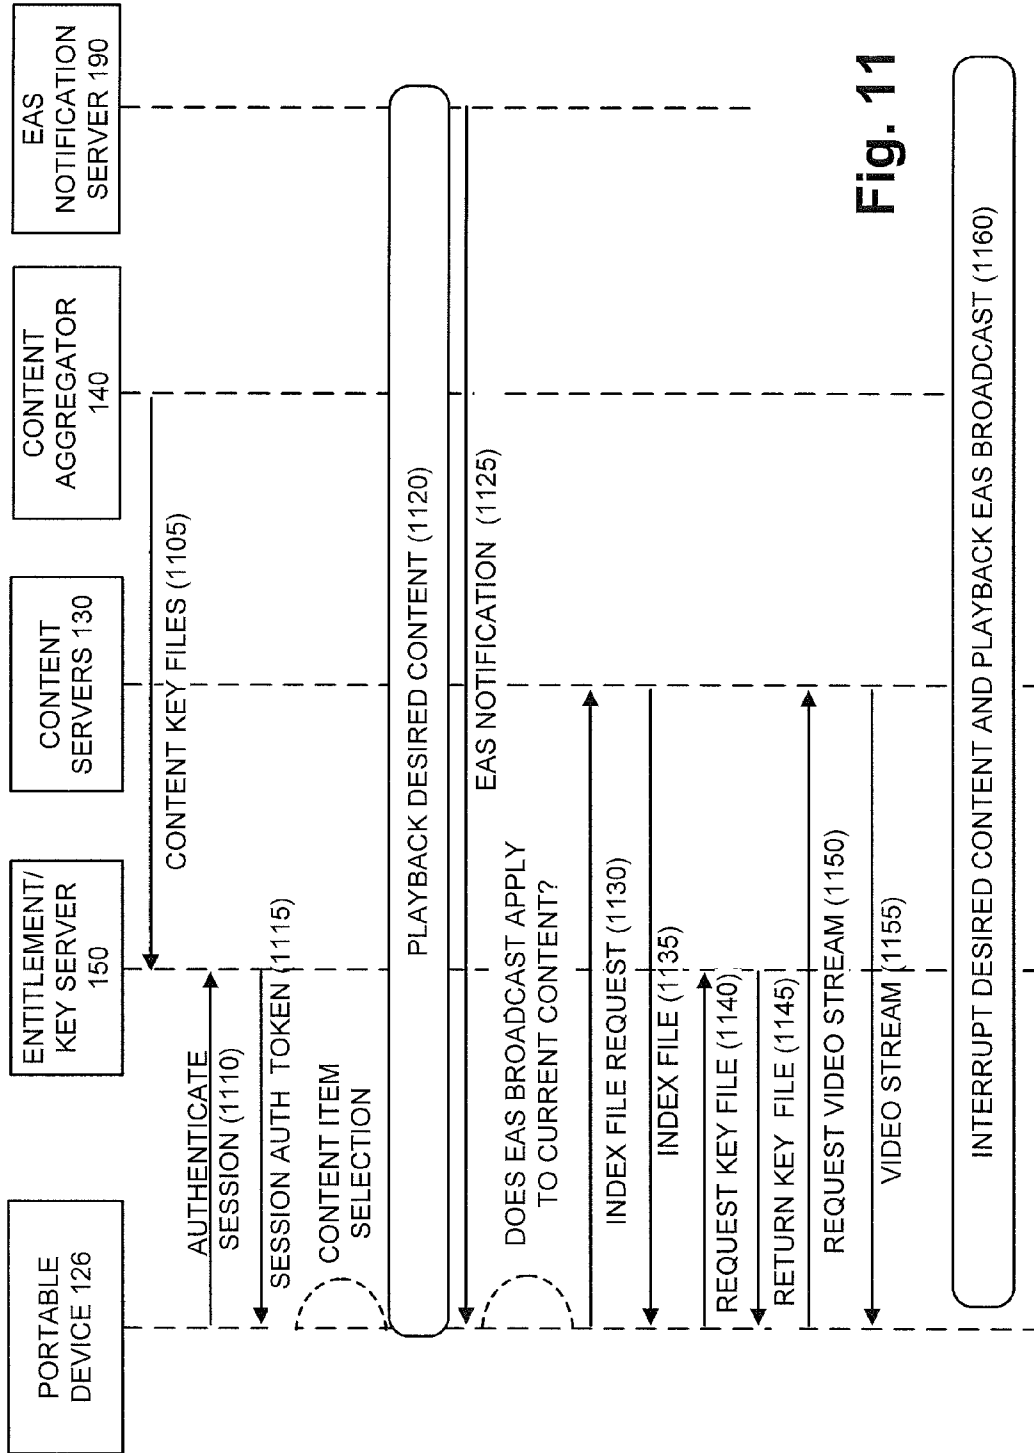 PORTABLE
DEVICE 126
ENTITLEMENT/
KEY SERVER
150
CONTENT
SERVERS 130
CONTENT
AGGREGATOR
140
EAS
NOTIFICATION
SERVER 190
CONTENT KEY FILES (1105)
AUTHENTICATE
SESSION (1110)
SESSION AUTH TOKEN (1115)
CONTENT ITEM
SELECTION
PLAYBACK DESIRED CONTENT (1120)
EAS NOTIFICATION (1125)
DOES EAS BROADCAST APPLY
TO CURRENT CONTENT?
INDEX FILE REQUEST (1130)
INDEX FILE (1135)
REQUEST KEY FILE (1140)
RETURN KEY FILE (1145)
REQUEST VIDEO STREAM (1150)
VIDEO STREAM (1155)
INTERRUPT DESIRED CONTENT AND PLAYBACK EAS BROADCAST (1160)
Fig. 11